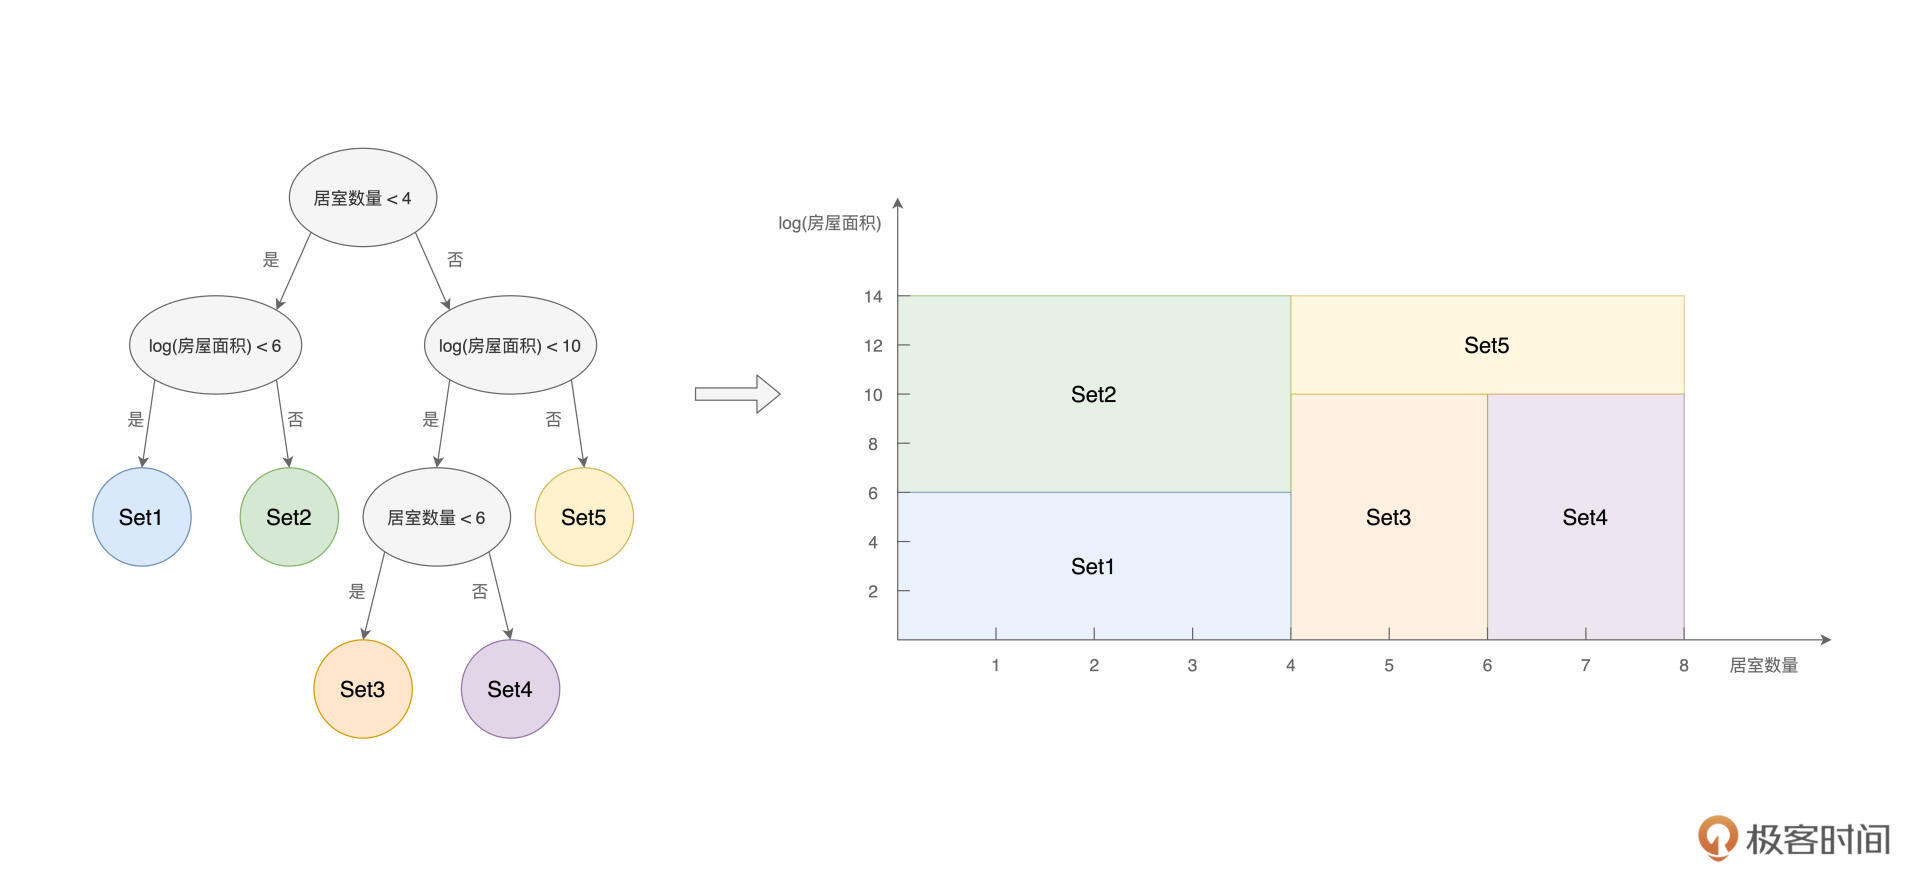 居室数量 < 4
是
否
log(房屋面积) < 6
log(房屋面积) < 10
是
否
是
否
Set1
Set2
居室数量 < 6
Set5
是
否
Set3
Set4
log(房屋面积)
14
12
10
8
6
4
2
Set2
Set5
Set1
Set3
Set4
1
2
3
4
5
6
7
8
居室数量
极客时间